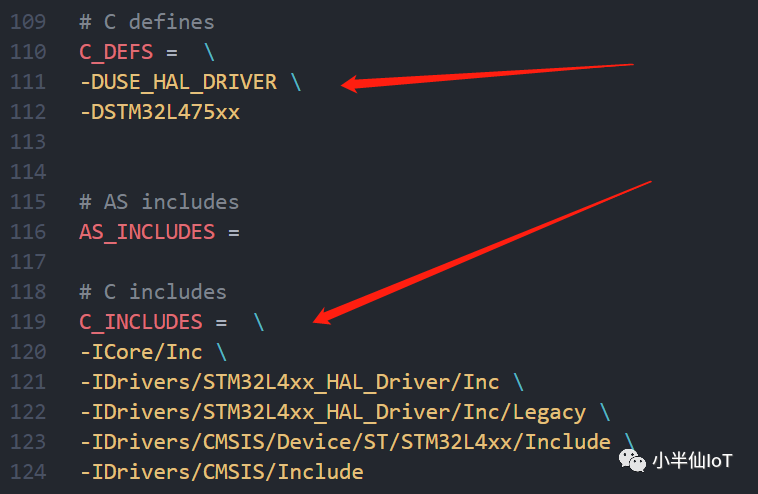 109 # C defines
110 C_DEFS =  \
111 -DUSE_HAL_DRIVER \
112 -DSTM32L475xx
113
114
115 # AS includes
116 AS_INCLUDES =
117
118 # C includes
119 C_INCLUDES =  \
120 -ICore/Inc \
121 -IDrivers/STM32L4xx_HAL_Driver/Inc \
122 -IDrivers/STM32L4xx_HAL_Driver/Inc/Legacy \
123 -IDrivers/CMSIS/Device/ST/STM32L4xx/Include \
124 -IDrivers/CMSIS/Include
小半仙IoT